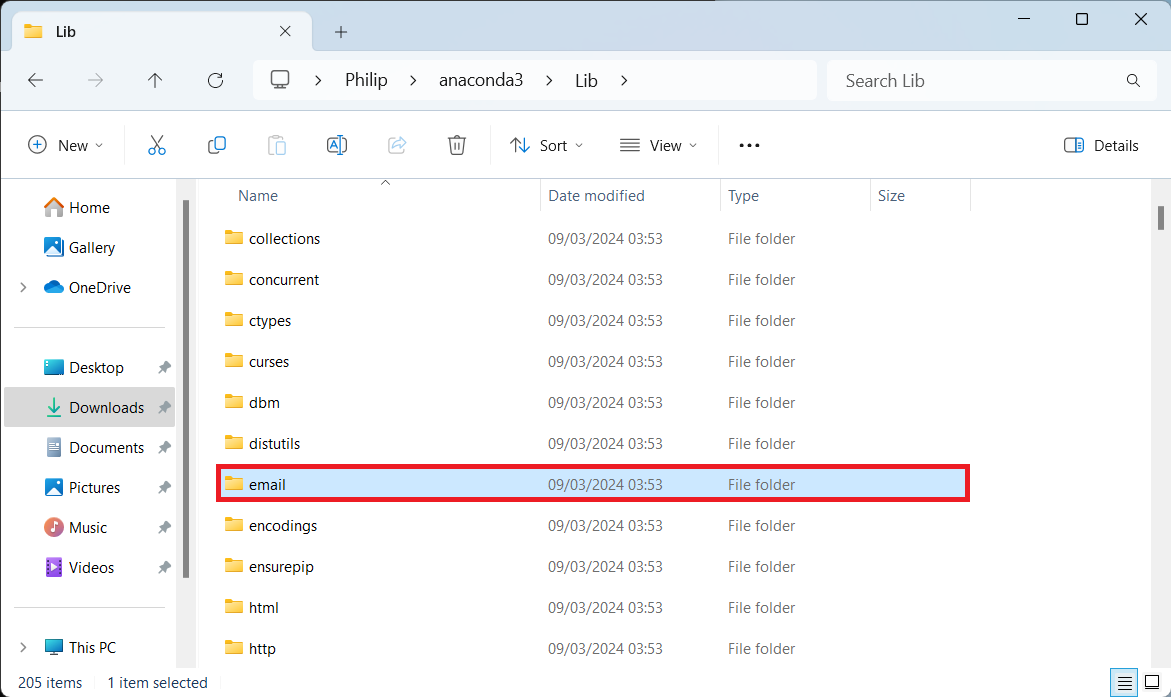 Lib
Philip anaconda3 Lib
Search Lib
New
Sort
View
Details
Name Date modified Type Size
Home
Gallery
OneDrive
Desktop
Downloads
Documents
Pictures
Music
Videos
This PC
collections 09/03/2024 03:53 File folder
concurrent 09/03/2024 03:53 File folder
ctypes 09/03/2024 03:53 File folder
curses 09/03/2024 03:53 File folder
dbm 09/03/2024 03:53 File folder
distutils 09/03/2024 03:53 File folder
email 09/03/2024 03:53 File folder
encodings 09/03/2024 03:53 File folder
ensurepip 09/03/2024 03:53 File folder
html 09/03/2024 03:53 File folder
http 09/03/2024 03:53 File folder
205 items 1 item selected